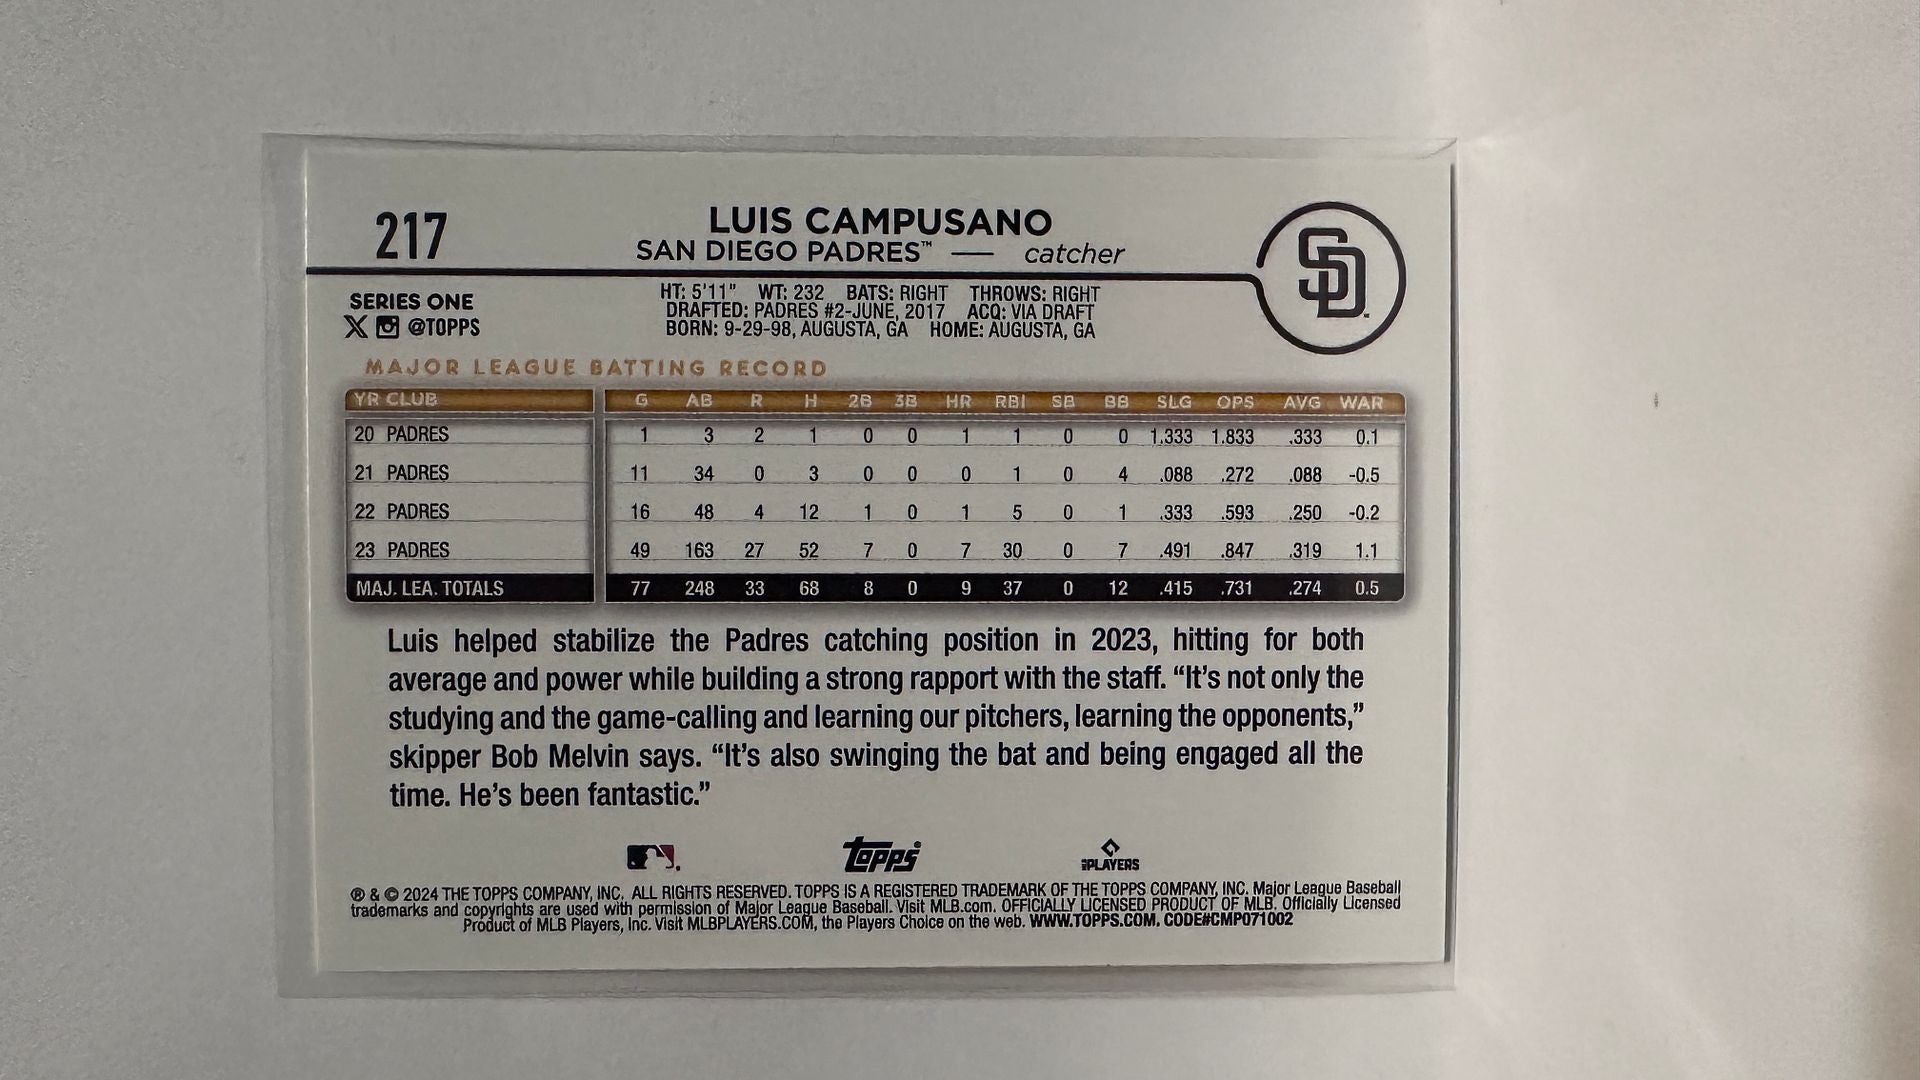 217
LUIS CAMPUSANO
SAN DIEGO PADRES™ — catcher
SD
SERIES ONE
X @TOPPS
HT: 5'11" WT: 232 BATS: RIGHT THROWS: RIGHT
DRAFTED: PADRES #2-JUNE, 2017 ACQ: VIA DRAFT
BORN: 9-29-98, AUGUSTA, GA HOME: AUGUSTA, GA
MAJOR LEAGUE BATTING RECORD
YR CLUB G AB R H 2B 3B HR RBI SB BB SLG OPS AVG WAR
20 PADRES 1 3 2 1 0 0 1 1 0 0 1.333 1.833 .333 0.1
21 PADRES 11 34 0 3 0 0 0 1 0 4 .088 .272 .088 -0.5
22 PADRES 16 48 4 12 1 0 1 5 0 1 .333 .593 .250 -0.2
23 PADRES 49 163 27 52 7 0 7 30 0 7 .491 .847 .319 1.1
MAJ. LEA. TOTALS 77 248 33 68 8 0 9 37 0 12 .415 .731 .274 0.5
Luis helped stabilize the Padres catching position in 2023, hitting for both
average and power while building a strong rapport with the staff. “It’s not only the
studying and the game-calling and learning our pitchers, learning the opponents,”
skipper Bob Melvin says. “It’s also swinging the bat and being engaged all the
time. He’s been fantastic.”
topps
PLAYERS
® & © 2024 THE TOPPS COMPANY, INC. ALL RIGHTS RESERVED. TOPPS IS A REGISTERED TRADEMARK OF THE TOPPS COMPANY, INC. Major League Baseball
trademarks and copyrights are used with permission of Major League Baseball. Visit MLB.com. OFFICIALLY LICENSED PRODUCT OF MLB. Officially Licensed
Product of MLB Players, Inc. Visit MLBPLAYERS.COM, the Players Choice on the web. WWW.TOPPS.COM. CODE#CMP071002